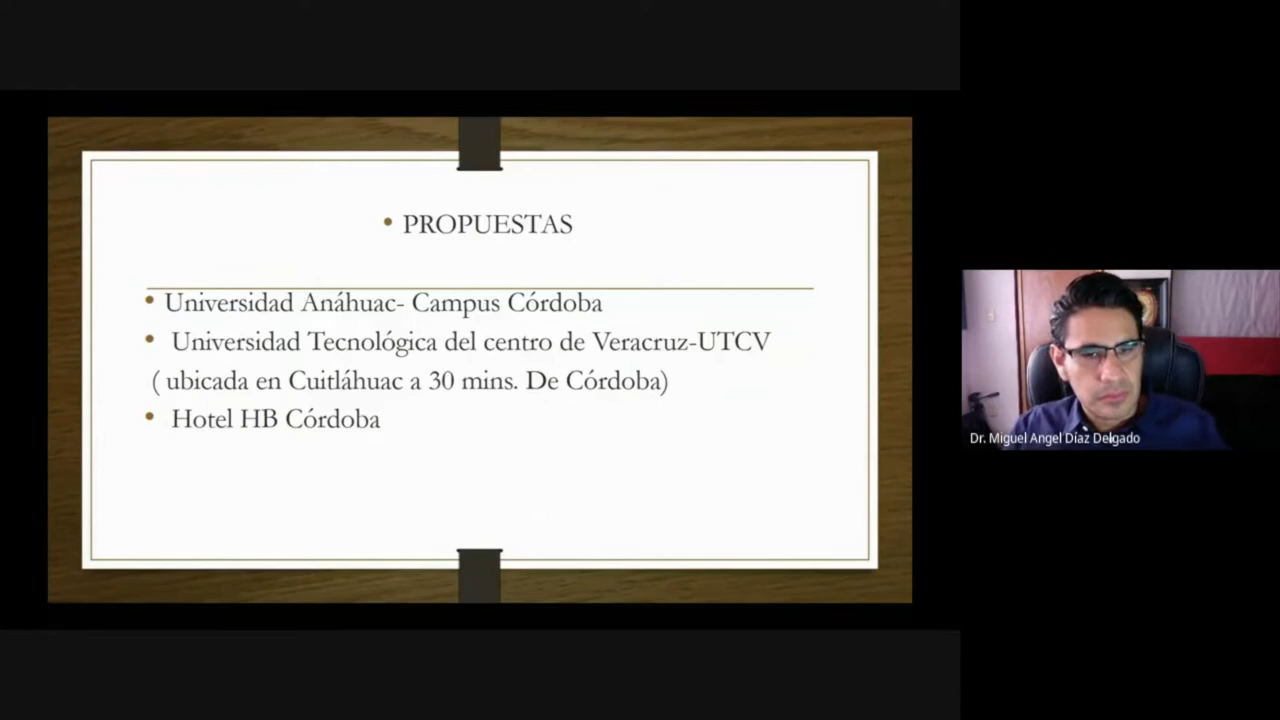 • PROPUESTAS
• Universidad Anáhuac- Campus Córdoba
• Universidad Tecnológica del centro de Veracruz-UTCV
( ubicada en Cuitláhuac a 30 mins. De Córdoba)
• Hotel HB Córdoba
Dr. Miguel Angel Díaz Delgado